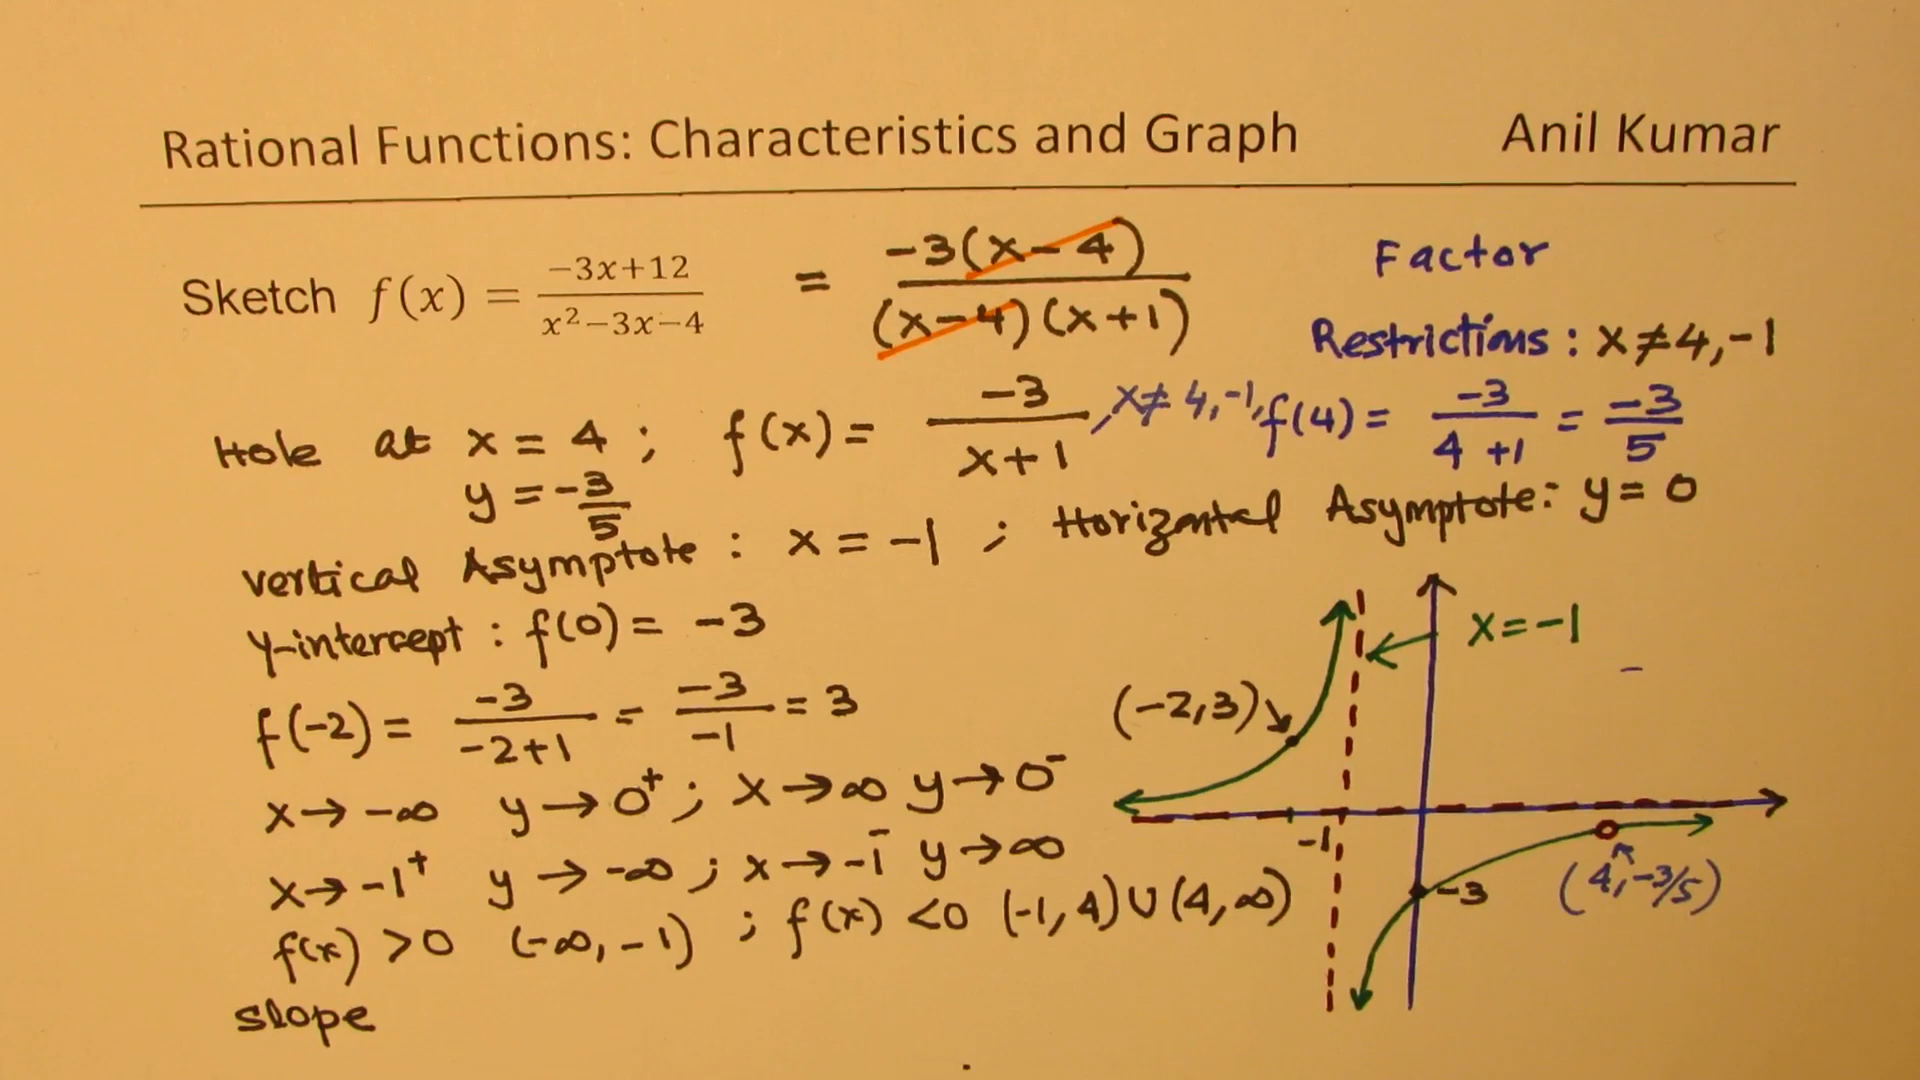 Rational Functions: Characteristics and Graph Anil Kumar
Sketch f(x) = (-3x+12)/(x²-3x-4) = -3(x-4)/((x-4)(x+1)) Factor
Restrictions: x≠4,-1
Hole at x = 4 ; f(x) = -3/(x+1) , x≠4,-1, f(4) = -3/(4+1) = -3/5
y = -3/5
vertical Asymptote : x = -1 ; Horizontal Asymptote: y = 0
y-intercept : f(0) = -3
f(-2) = -3/(-2+1) = -3/-1 = 3
x→-∞ y→0⁺ ; x→∞ y→0⁻
x→-1⁺ y→-∞ ; x→-1⁻ y→∞
f(x) >0 (-∞,-1) ; f(x) <0 (-1,4)∪(4,∞)
slope
x=-1
(-2,3)
-1
-3
(4,-3/5)